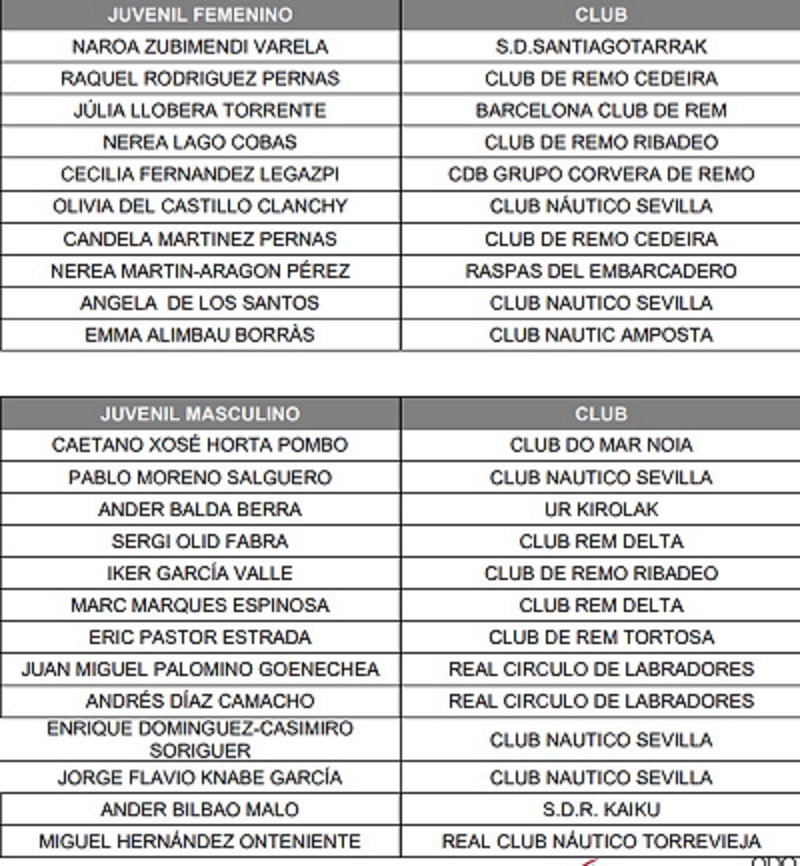 JUVENIL FEMENINO CLUB
NAROA ZUBIMENDI VARELA S.D.SANTIAGOTARRAK
RAQUEL RODRIGUEZ PERNAS CLUB DE REMO CEDEIRA
JÚLIA LLOBERA TORRENTE BARCELONA CLUB DE REM
NEREA LAGO COBAS CLUB DE REMO RIBADEO
CECILIA FERNANDEZ LEGAZPI CDB GRUPO CORVERA DE REMO
OLIVIA DEL CASTILLO CLANCHY CLUB NÁUTICO SEVILLA
CANDELA MARTINEZ PERNAS CLUB DE REMO CEDEIRA
NEREA MARTIN-ARAGON PÉREZ RASPAS DEL EMBARCADERO
ANGELA DE LOS SANTOS CLUB NAUTICO SEVILLA
EMMA ALIMBAU BORRÀS CLUB NAUTIC AMPOSTA
JUVENIL MASCULINO CLUB
CAETANO XOSÉ HORTA POMBO CLUB DO MAR NOIA
PABLO MORENO SALGUERO CLUB NAUTICO SEVILLA
ANDER BALDA BERRA UR KIROLAK
SERGI OLID FABRA CLUB REM DELTA
IKER GARCÍA VALLE CLUB DE REMO RIBADEO
MARC MARQUES ESPINOSA CLUB REM DELTA
ERIC PASTOR ESTRADA CLUB DE REM TORTOSA
JUAN MIGUEL PALOMINO GOENECHEA REAL CIRCULO DE LABRADORES
ANDRÉS DÍAZ CAMACHO REAL CIRCULO DE LABRADORES
ENRIQUE DOMINGUEZ-CASIMIRO
SORIGUER CLUB NAUTICO SEVILLA
JORGE FLAVIO KNABE GARCÍA CLUB NAUTICO SEVILLA
ANDER BILBAO MALO S.D.R. KAIKU
MIGUEL HERNÁNDEZ ONTENIENTE REAL CLUB NÁUTICO TORREVIEJA